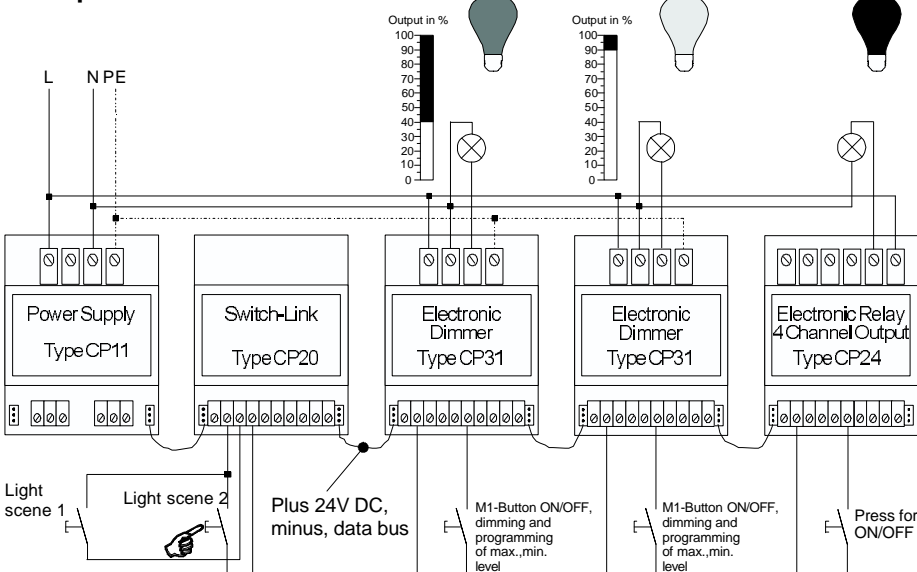 Output in %
100
90
80
70
60
50
40
30
20
10
0
Output in %
100
90
80
70
60
50
40
30
20
10
0
L N PE
Power Supply
Type CP11
Switch-Link
Type CP20
Electronic
Dimmer
Type CP31
Electronic
Dimmer
Type CP31
Electronic Relay
4 Channel Output
Type CP24
Light
scene 1
Light scene 2
Plus 24V DC,
minus, data bus
M1-Button ON/OFF,
dimming and
programming
of max.,min.
level
M1-Button ON/OFF,
dimming and
programming
of max.,min.
level
Press for
ON/OFF